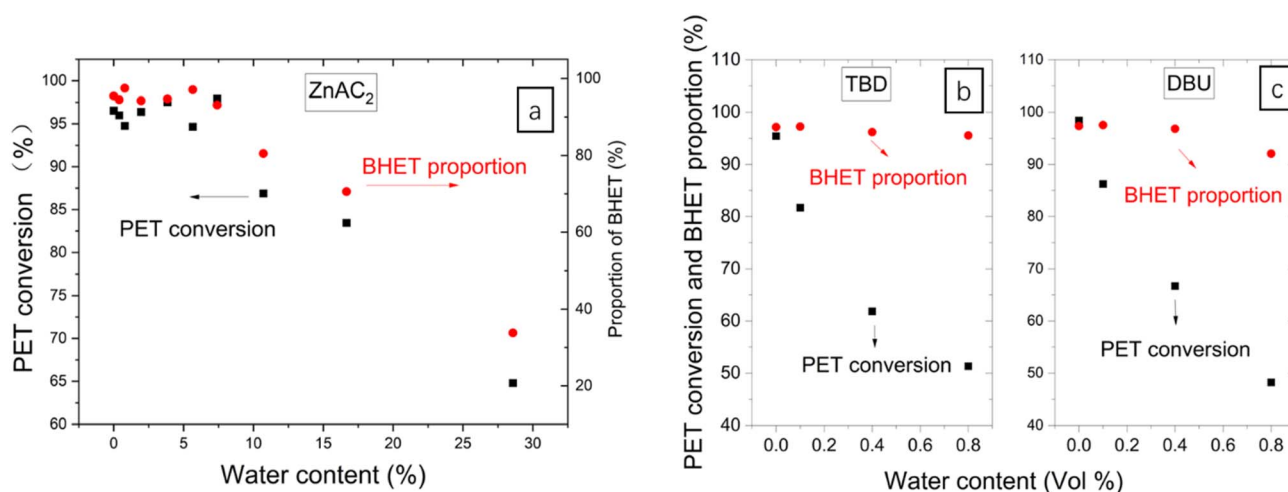 ZnAC₂
a
BHET proportion
PET conversion
PET conversion (%)
100
95
90
85
80
75
70
65
60
0 5 10 15 20 25 30
Water content (%)
100
80
60
40
20
Proportion of BHET (%)
PET conversion and BHET proportion (%)
110
100
90
80
70
60
50
40
TBD
b
BHET proportion
PET conversion
0.0 0.2 0.4 0.6 0.8
110
100
90
80
70
60
50
40
DBU
c
BHET proportion
PET conversion
0.0 0.2 0.4 0.6 0.8
Water content (Vol %)